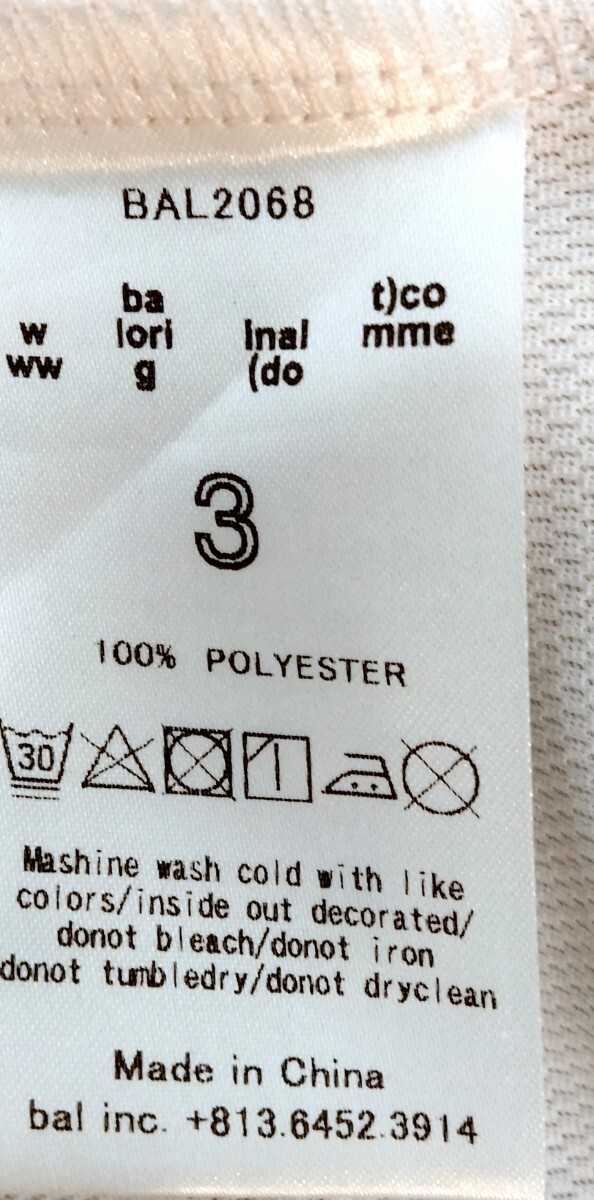 BAL2068
ba t)co
w lori inal mme
ww g (do
3
100% POLYESTER
30
Mashine wash cold with like
colors/inside out decorated/
donot bleach/donot iron
donot tumbledry/donot dryclean
Made in China
bal inc. +813.6452.3914